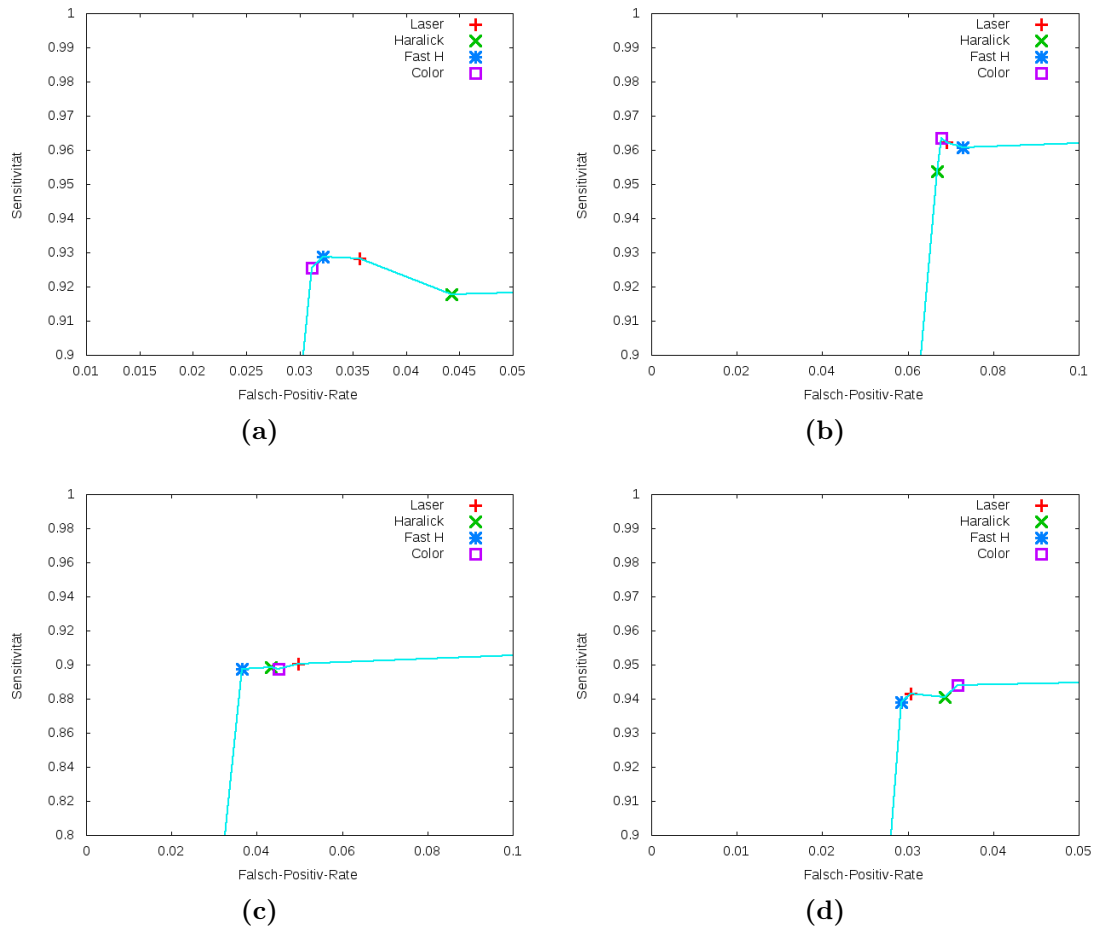 1
0.99
0.98
0.97
0.96
0.95
0.94
0.93
0.92
0.91
0.9
Sensitivität
0.01 0.015 0.02 0.025 0.03 0.035 0.04 0.045 0.05
Falsch-Positiv-Rate
Laser
Haralick
Fast H
Color
(a)
1
0.99
0.98
0.97
0.96
0.95
0.94
0.93
0.92
0.91
0.9
Sensitivität
0 0.02 0.04 0.06 0.08 0.1
Falsch-Positiv-Rate
Laser
Haralick
Fast H
Color
(b)
1
0.98
0.96
0.94
0.92
0.9
0.88
0.86
0.84
0.82
0.8
Sensitivität
0 0.02 0.04 0.06 0.08 0.1
Falsch-Positiv-Rate
Laser
Haralick
Fast H
Color
(c)
1
0.99
0.98
0.97
0.96
0.95
0.94
0.93
0.92
0.91
0.9
Sensitivität
0 0.01 0.02 0.03 0.04 0.05
Falsch-Positiv-Rate
Laser
Haralick
Fast H
Color
(d)